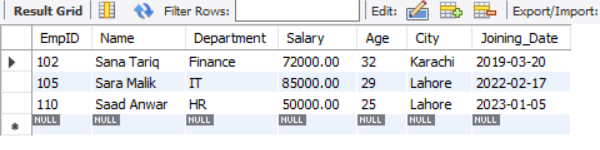 Result Grid Filter Rows: Edit: Export/Import:
EmpID Name Department Salary Age City Joining_Date
102 Sana Tariq Finance 72000.00 32 Karachi 2019-03-20
105 Sara Malik IT 85000.00 29 Lahore 2022-02-17
110 Saad Anwar HR 50000.00 25 Lahore 2023-01-05
NULL NULL NULL NULL NULL NULL NULL